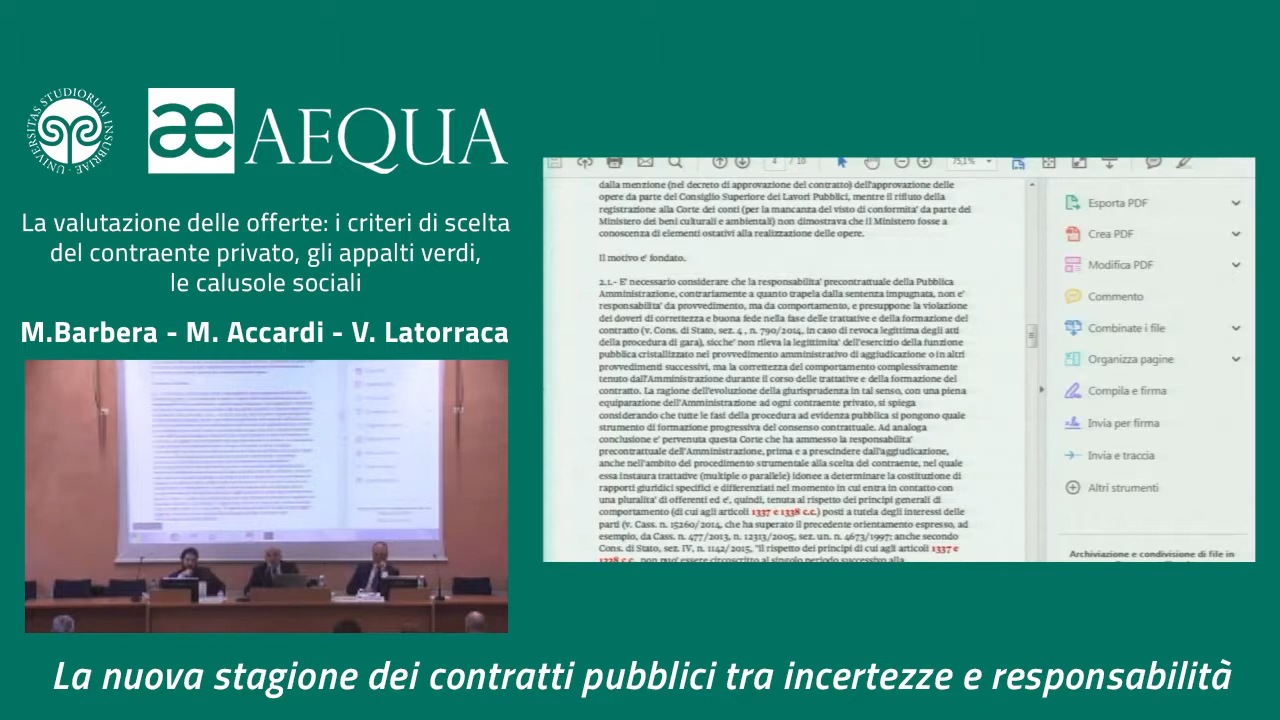 UNIVERSITAS STUDIORUM INSUBRIAE
æ AEQUA
La valutazione delle offerte: i criteri di scelta
del contraente privato, gli appalti verdi,
le calusole sociali
M.Barbera - M. Accardi - V. Latorraca
4 / 10
75,1%
dalla menzione (nel decreto di approvazione del contratto) dell'approvazione delle
opere da parte del Consiglio Superiore dei Lavori Pubblici, mentre il rifiuto della
registrazione alla Corte dei conti (per la mancanza del visto di conformita' da parte del
Ministero dei beni culturali e ambientali) non dimostrava che il Ministero fosse a
conoscenza di elementi ostativi alla realizzazione delle opere.
Il motivo e' fondato.
2.1.- E' necessario considerare che la responsabilita' precontrattuale della Pubblica
Amministrazione, contrariamente a quanto trapela dalla sentenza impugnata, non e'
responsabilita' da provvedimento, ma da comportamento, e presuppone la violazione
dei doveri di correttezza e buona fede nella fase delle trattative e della formazione del
contratto (v. Cons. di Stato, sez. 4 , n. 790/2014, in caso di revoca legittima degli atti
della procedura di gara), sicche' non rileva la legittimita' dell'esercizio della funzione
pubblica cristallizzato nel provvedimento amministrativo di aggiudicazione o in altri
provvedimenti successivi, ma la correttezza del comportamento complessivamente
tenuto dall'Amministrazione durante il corso delle trattative e della formazione del
contratto. La ragione dell'evoluzione della giurisprudenza in tal senso, con una piena
equiparazione dell'Amministrazione ad ogni contraente privato, si spiega
considerando che tutte le fasi della procedura ad evidenza pubblica si pongono quale
strumento di formazione progressiva del consenso contrattuale. Ad analoga
conclusione e' pervenuta questa Corte che ha ammesso la responsabilita'
precontrattuale dell'Amministrazione, prima e a prescindere dall'aggiudicazione,
anche nell'ambito del procedimento strumentale alla scelta del contraente, nel quale
essa instaura trattative (multiple o parallele) idonee a determinare la costituzione di
rapporti giuridici specifici e differenziati nel momento in cui entra in contatto con
una pluralita' di offerenti ed e', quindi, tenuta al rispetto dei principi generali di
comportamento (di cui agli articoli 1337 e 1338 c.c.) posti a tutela degli interessi delle
parti (v. Cass. n. 15260/2014, che ha superato il precedente orientamento espresso, ad
esempio, da Cass. n. 477/2013, n. 12313/2005, sez. un. n. 4673/1997; anche secondo
Cons. di Stato, sez. IV, n. 1142/2015, "il rispetto dei principi di cui agli articoli 1337 e
1338 c.c., non puo' essere circoscritto al singolo periodo successivo alla
Esporta PDF
Crea PDF
Modifica PDF
Commento
Combinate i file
Organizza pagine
Compila e firma
Invia per firma
Invia e traccia
Altri strumenti
Archiviazione e condivisione di file in
La nuova stagione dei contratti pubblici tra incertezze e responsabilità